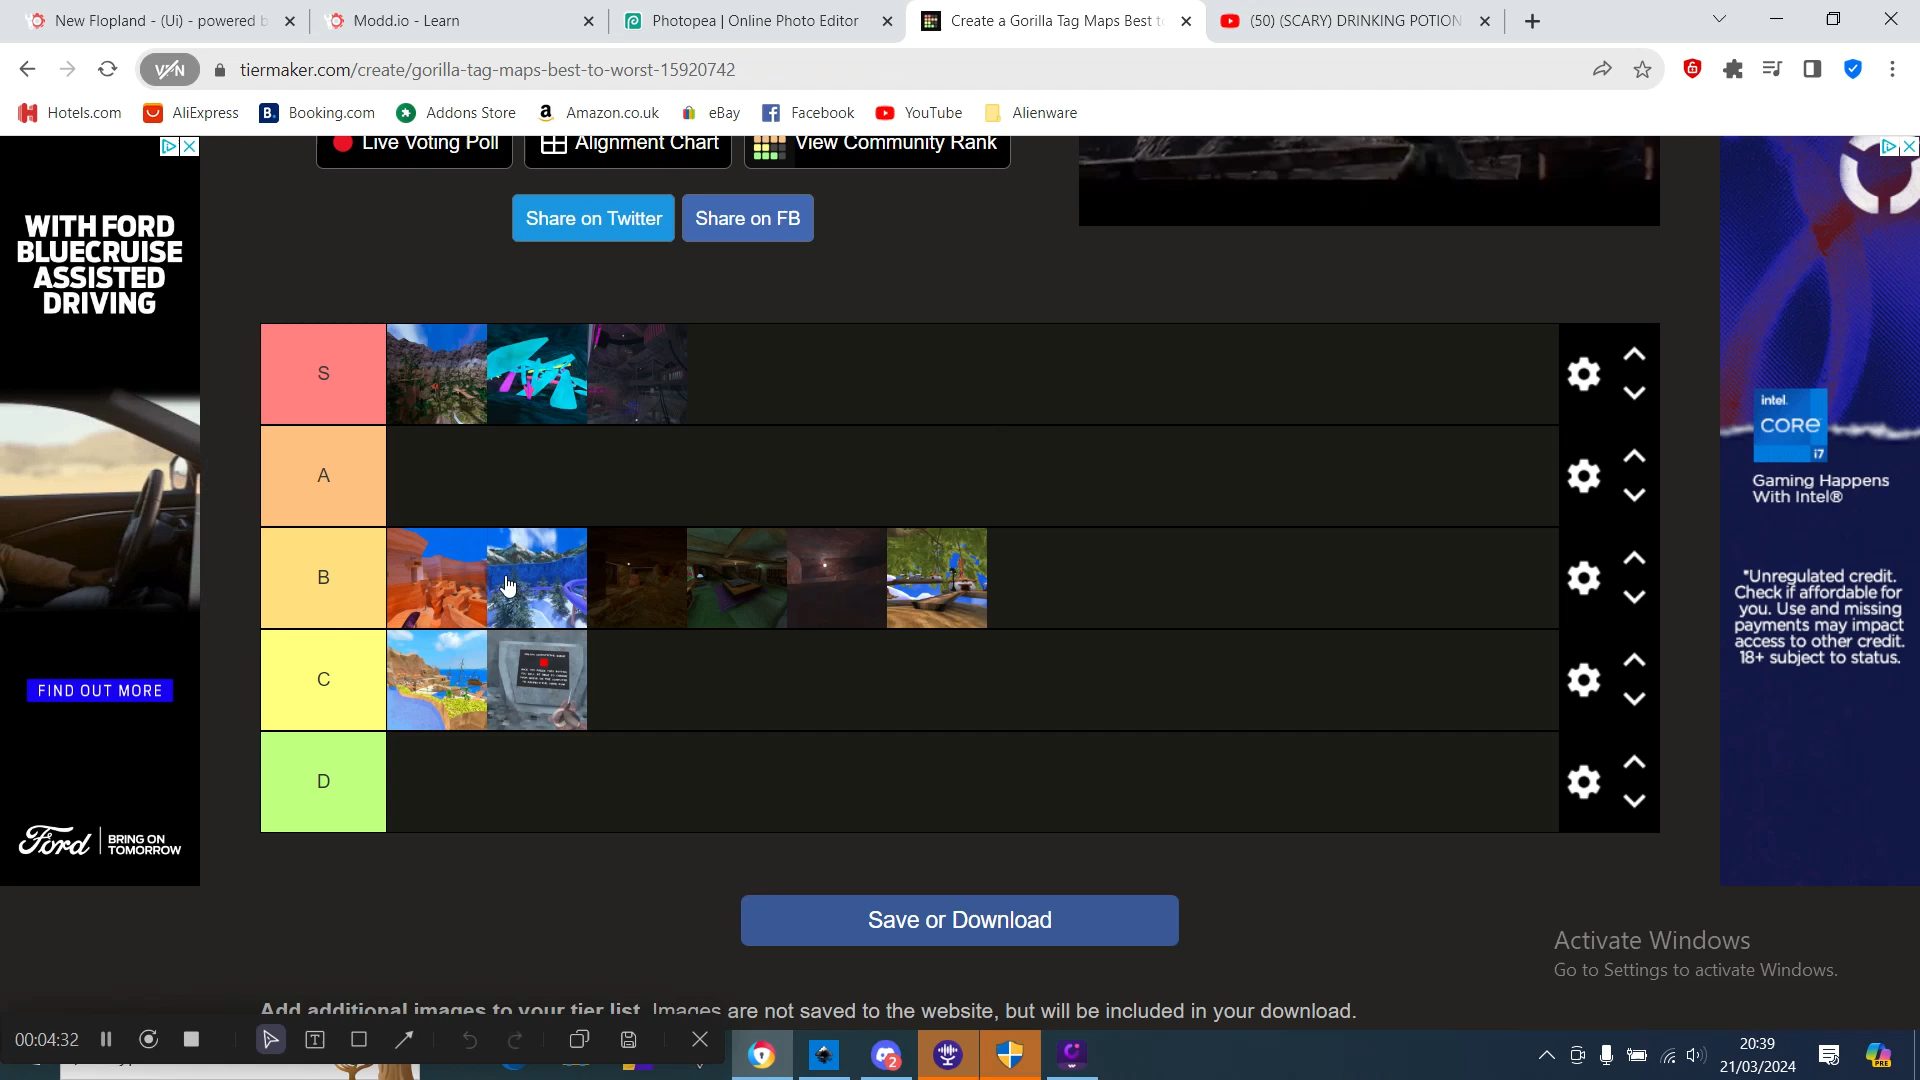 New Flopland - (Ui) - powered b
Modd.io - Learn
Photopea | Online Photo Editor
Create a Gorilla Tag Maps Best to
(50) (SCARY) DRINKING POTION
VPN
tiermaker.com/create/gorilla-tag-maps-best-to-worst-15920742
Hotels.com
AliExpress
B.
Booking.com
Addons Store
a
Amazon.co.uk
eBay
Facebook
YouTube
Alienware
Live Voting Poll
Alignment Chart
View Community Rank
Share on Twitter
Share on FB
WITH FORD
BLUECRUISE
ASSISTED
DRIVING
FIND OUT MORE
Ford
BRING ON
TOMORROW
S
A
B
C
D
intel.
CORE
i7
Gaming Happens
With Intel®
*Unregulated credit.
Check if affordable for
you. Use and missing
payments may impact
access to other credit.
18+ subject to status.
Save or Download
Activate Windows
Go to Settings to activate Windows.
Add additional images to your tier list. Images are not saved to the website, but will be included in your download.
00:04:32
T
2
20:39
21/03/2024
PRE